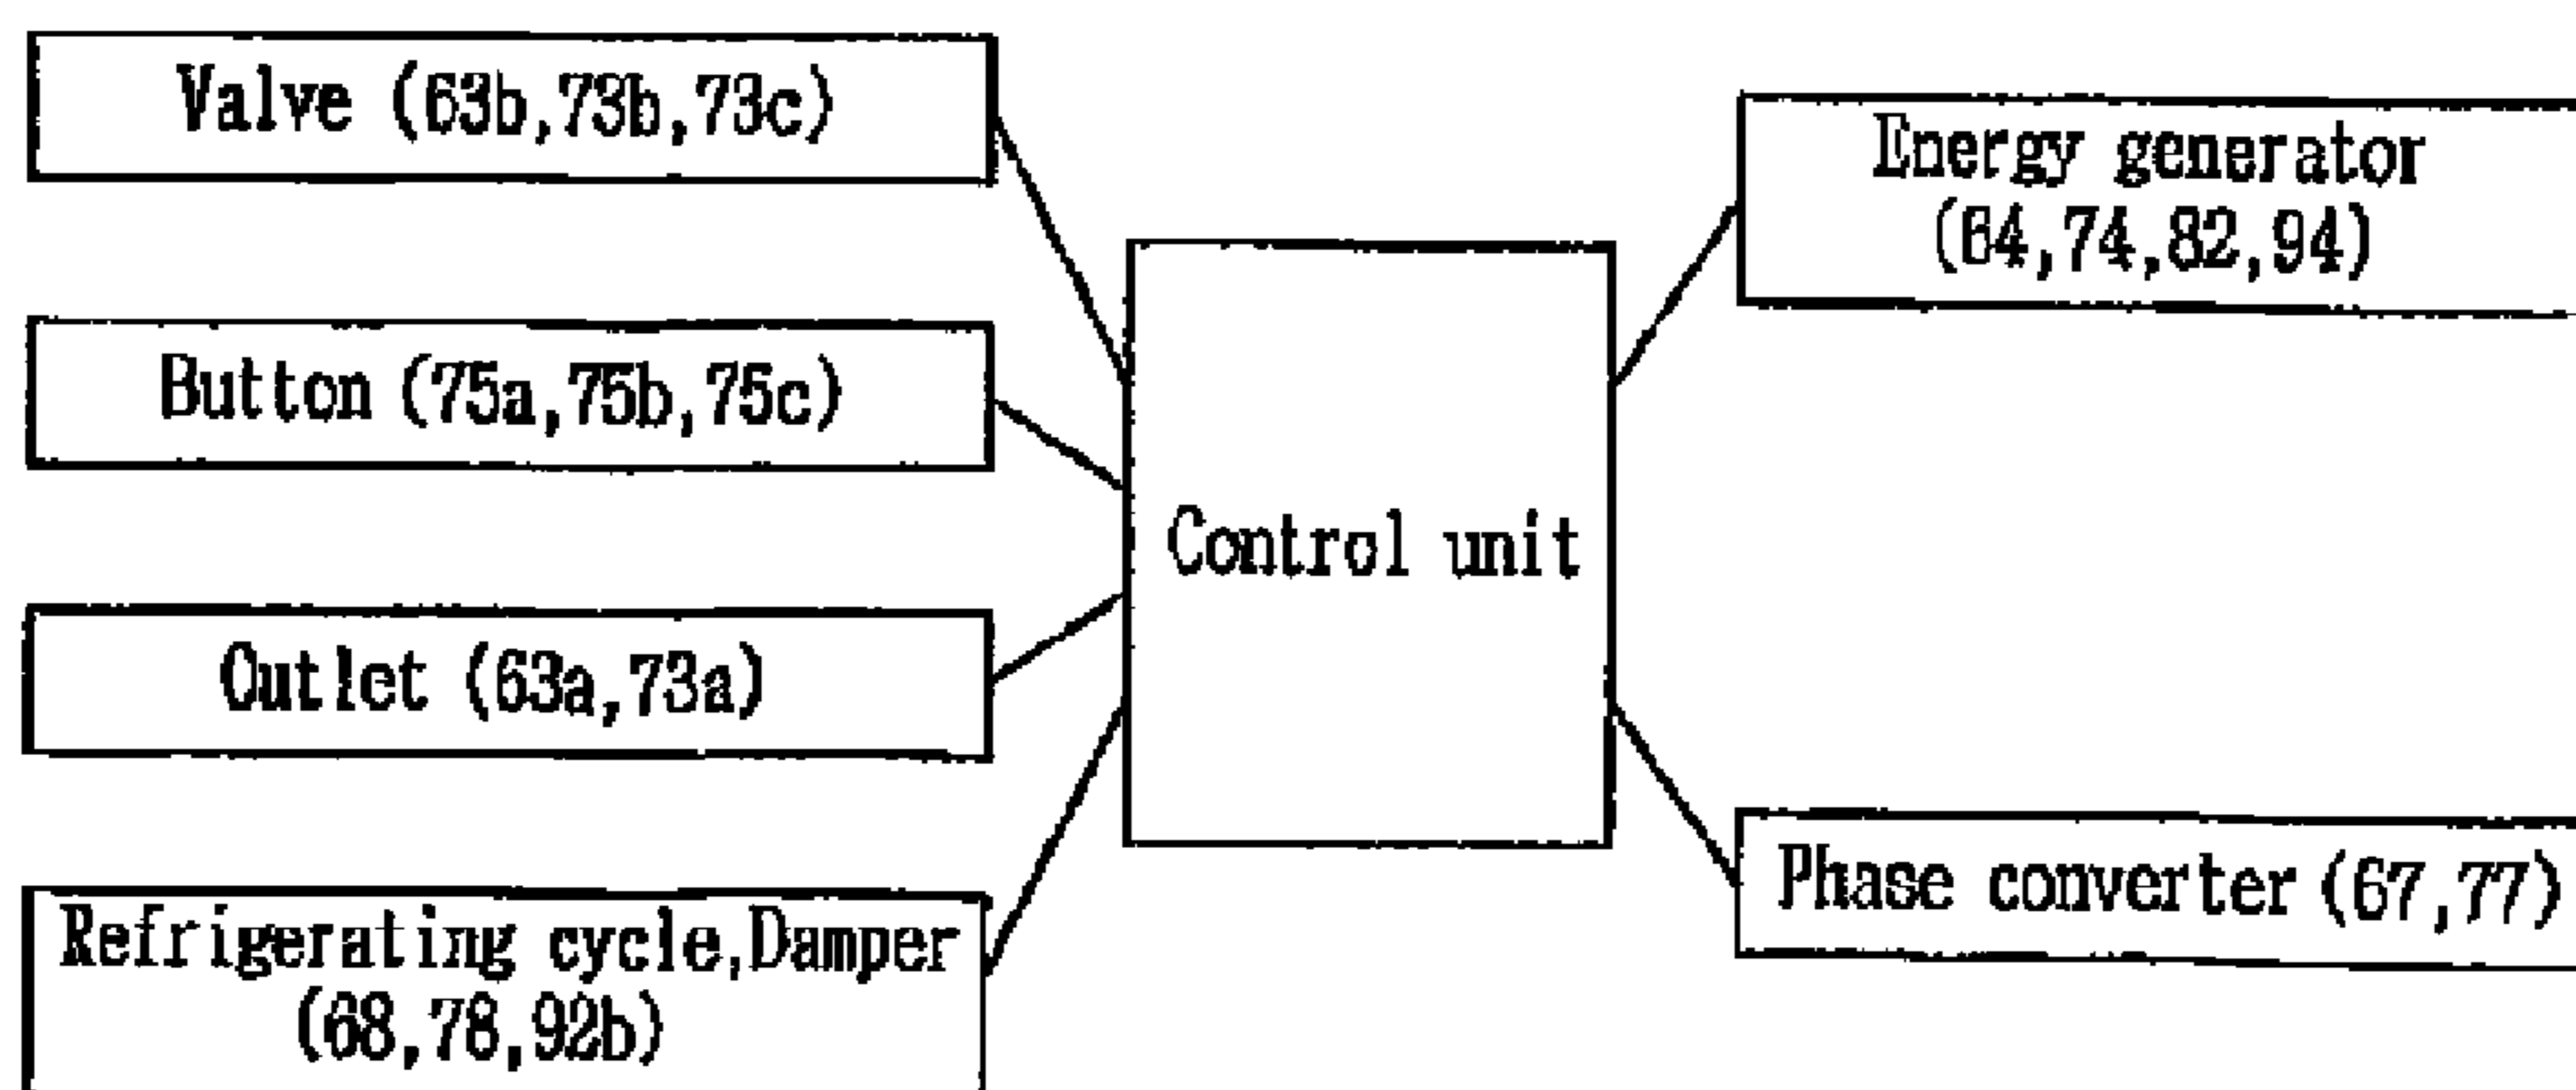 Valve (63b,73b,73c)
Button (75a,75b,75c)
Outlet (63a,73a)
Refrigerating cycle,Damper
(68,78,92b)
Control unit
Energy generator
(64,74,82,94)
Phase converter (67,77)